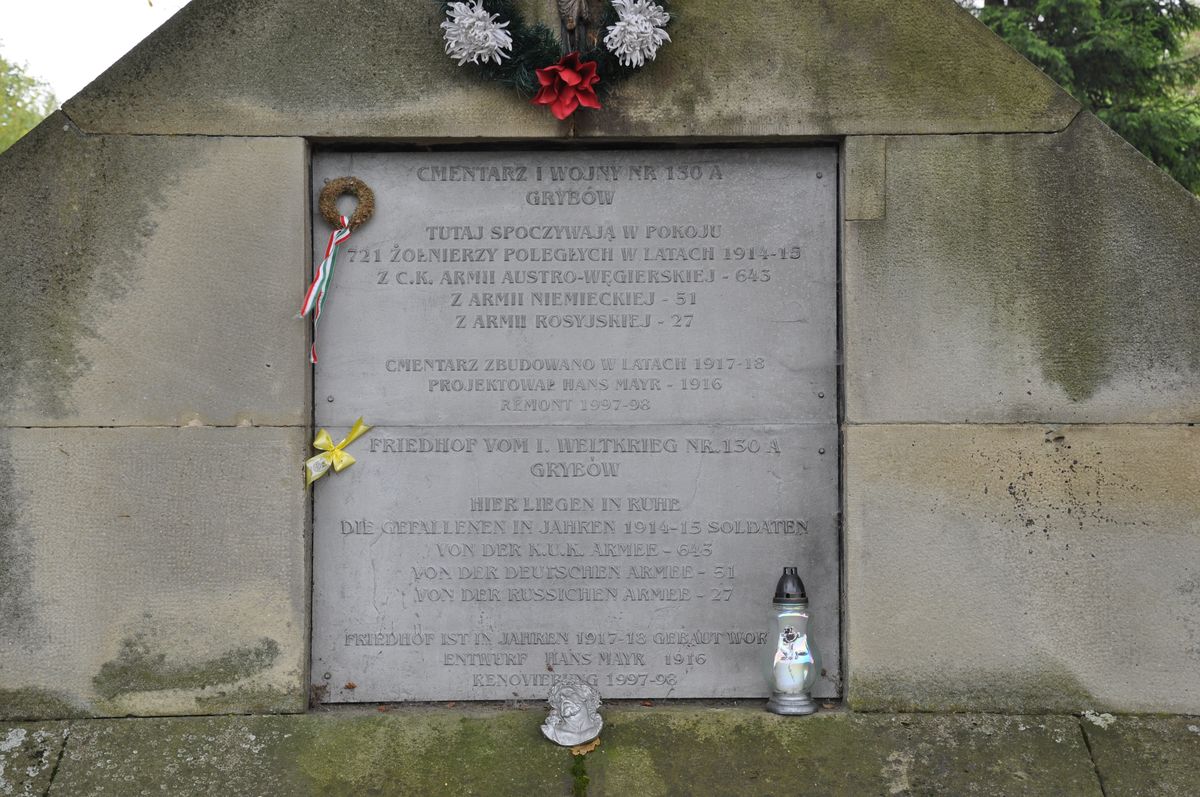 CMENTARZ I WOJNY NR 130 A
GRYBÓW
TUTAJ SPOCZYWAJĄ W POKOJU
721 ŻOŁNIERZY POLEGŁYCH W LATACH 1914-15
Z C.K. ARMII AUSTRO-WĘGIERSKIEJ - 643
Z ARMII NIEMIECKIEJ - 51
Z ARMII ROSYJSKIEJ - 27
CMENTARZ ZBUDOWANO W LATACH 1917-18
PROJEKTOWAŁ HANS MAYR - 1916
REMONT 1997-98
FRIEDHOF VOM I. WELTKRIEG NR.130 A
GRYBÓW
HIER LIEGEN IN RUHE
DIE GEFALLENEN IN JAHREN 1914-15 SOLDATEN
VON DER K.U.K. ARMEE - 643
VON DER DEUTSCHEN ARMEE - 51
VON DER RUSSICHEN ARMEE - 27
FRIEDHOF IST IN JAHREN 1917-18 GEBAUT WOR
ENTWURF HANS MAYR 1916
RENOVIERUNG 1997-98